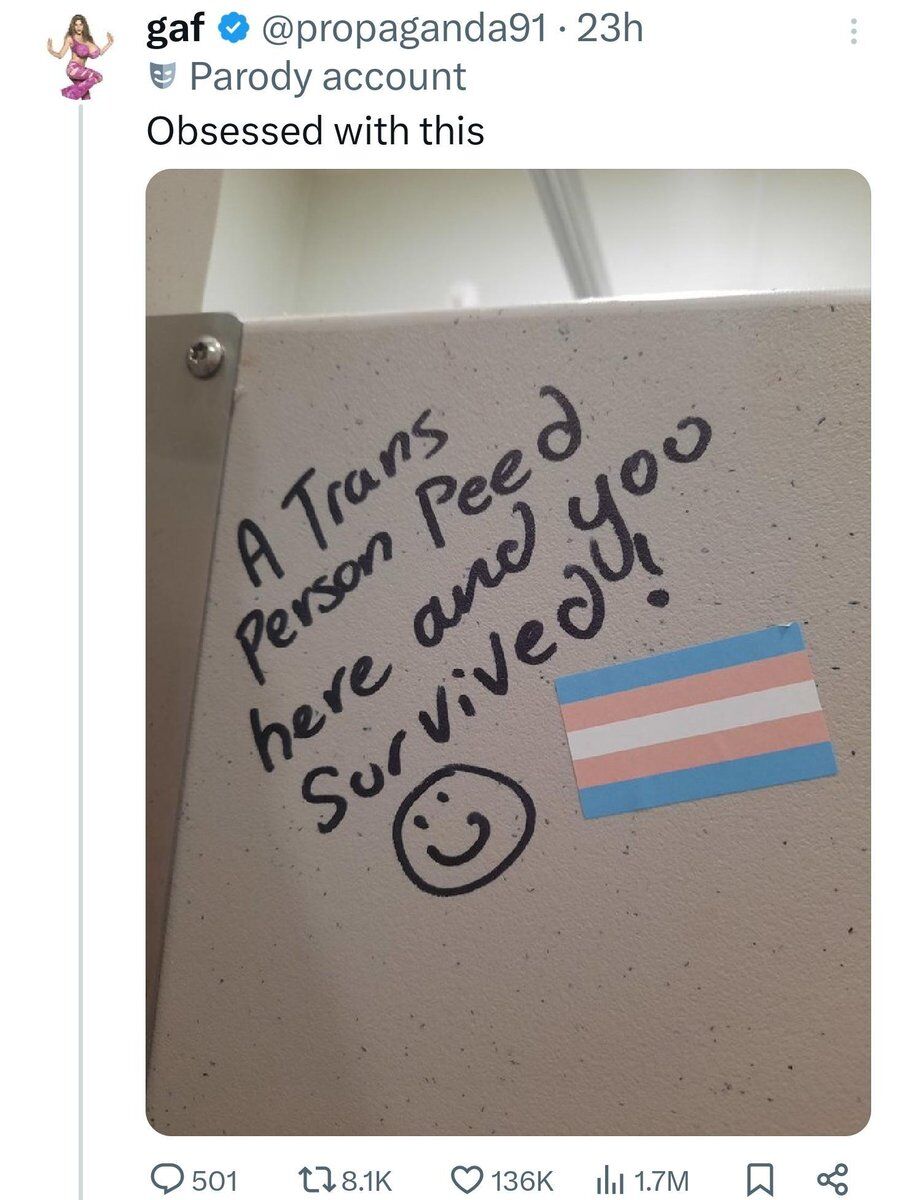 gaf @propaganda91 · 23h
Parody account
Obsessed with this
A Trans
Person Peed
here and you
Survived!
501 8.1K 136K 1.7M